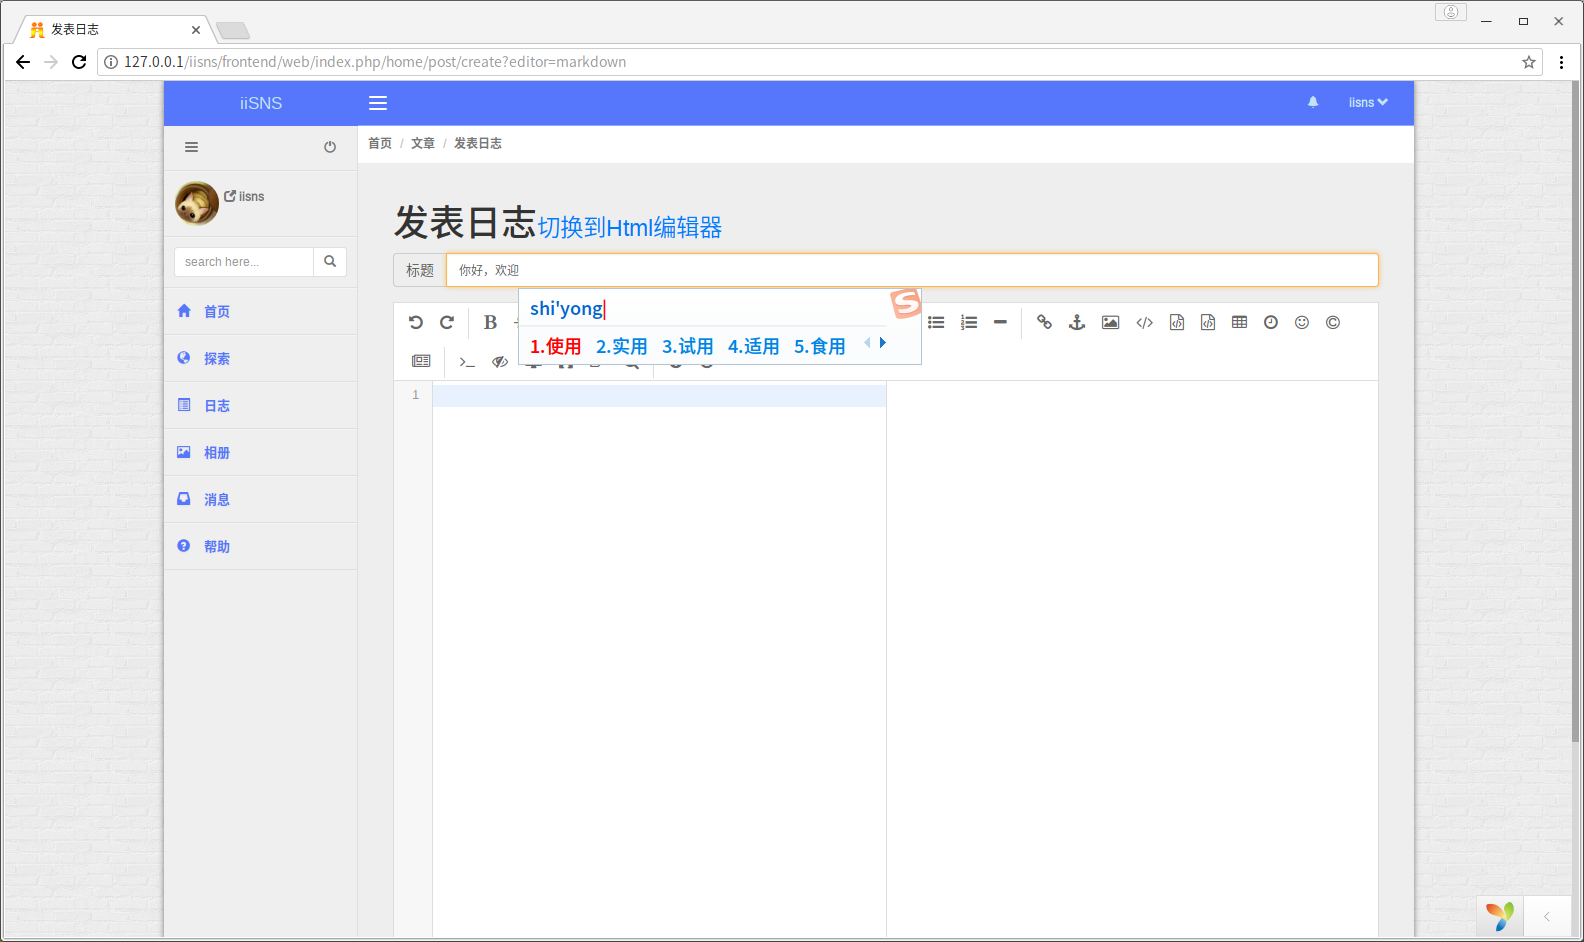 发表日志
127.0.0.1/iisns/frontend/web/index.php/home/post/create?editor=markdown
iiSNS
iisns
首页 / 文章 / 发表日志
iisns
search here...
首页
探索
日志
相册
消息
帮助
发表日志切换到Html编辑器
标题 你好，欢迎
shi'yong
1.使用 2.实用 3.试用 4.适用 5.食用
B
1